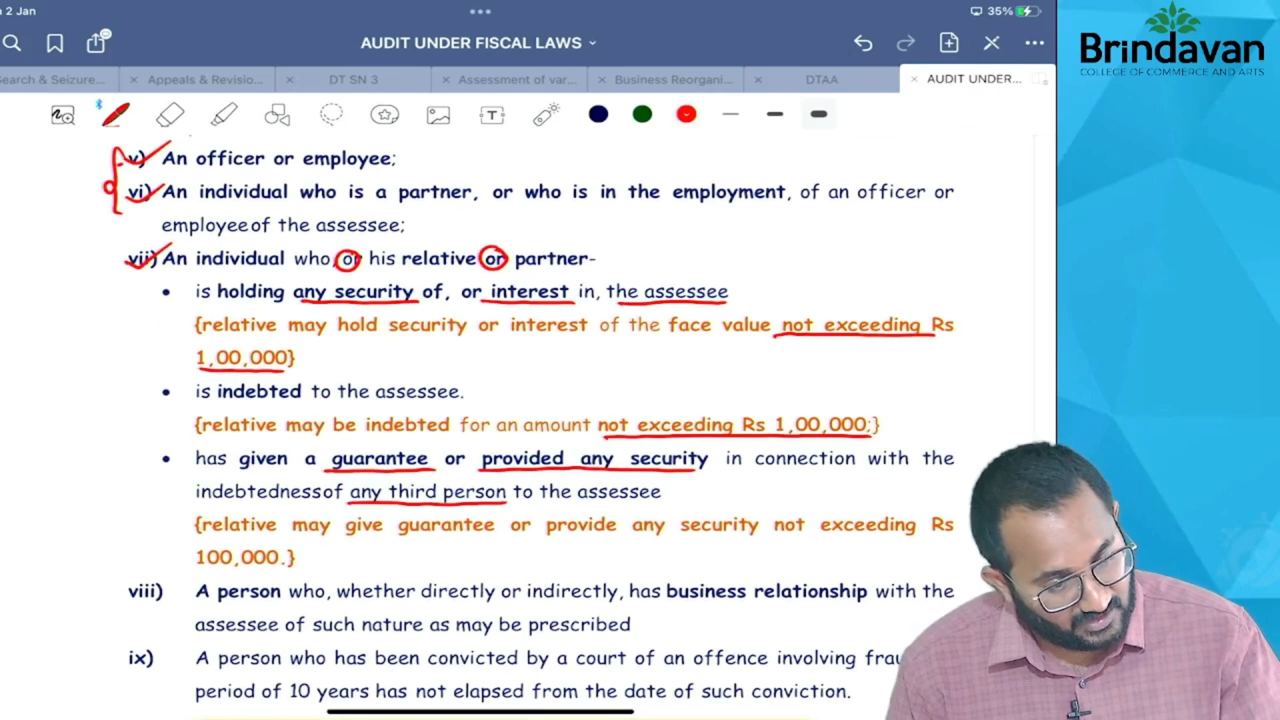 2 Jan
35%
AUDIT UNDER FISCAL LAWS
Brindavan
COLLEGE OF COMMERCE AND ARTS
earch & Seizure...
Appeals & Revisio...
DT SN 3
Assessment of var...
Business Reorgani...
DTAA
AUDIT UNDER...
v) An officer or employee;
vi) An individual who is a partner, or who is in the employment, of an officer or
employee of the assessee;
vii) An individual who, or his relative or partner-
• is holding any security of, or interest in, the assessee
{relative may hold security or interest of the face value not exceeding Rs
1,00,000}
• is indebted to the assessee.
{relative may be indebted for an amount not exceeding Rs 1,00,000;}
• has given a guarantee or provided any security in connection with the
indebtedness of any third person to the assessee
{relative may give guarantee or provide any security not exceeding Rs
100,000.}
viii) A person who, whether directly or indirectly, has business relationship with the
assessee of such nature as may be prescribed
ix) A person who has been convicted by a court of an offence involving
period of 10 years has not elapsed from the date of such conviction.